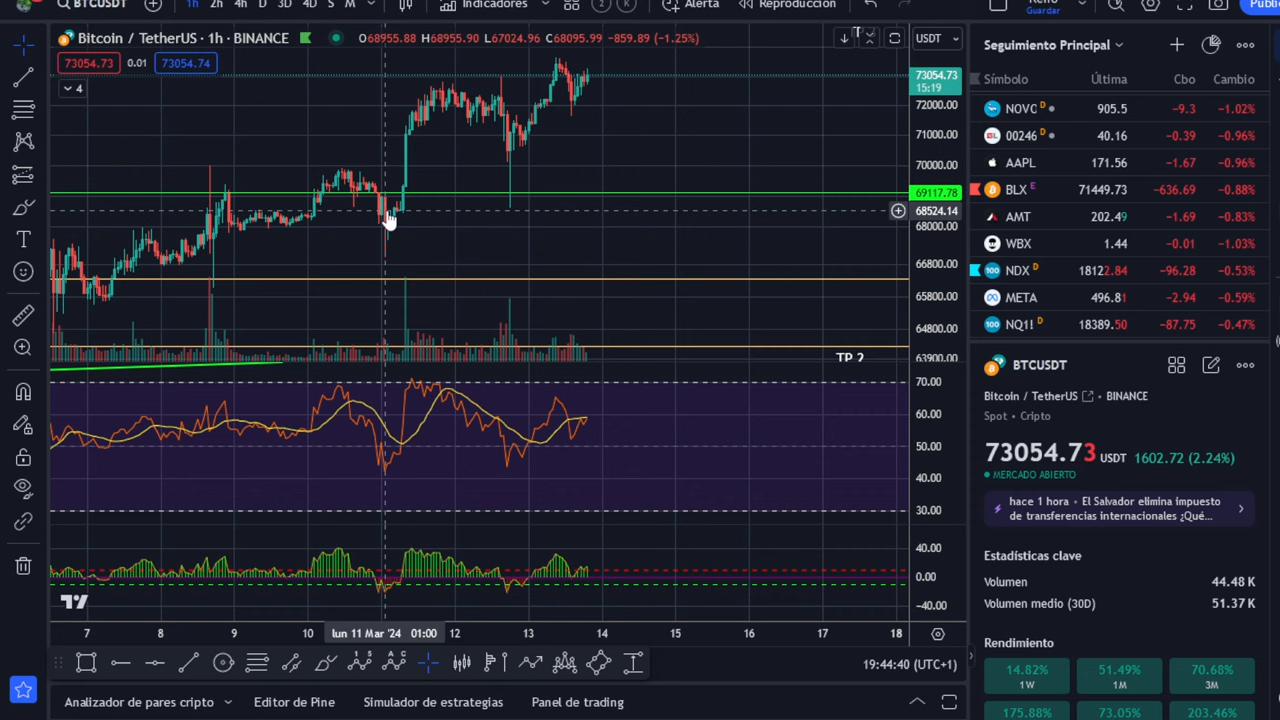 BTCUSDT 1h 2h 4h D 3D 4D S M Indicadores Alerta Reproducción Reño
Guardar
Bitcoin / TetherUS · 1h · BINANCE O68955.88 H68955.90 L67024.96 C68095.99 -859.89 (-1.25%)
USDT
73054.73 0.01 73054.74
4
73054.73
15:19
72000.00
71000.00
70000.00
69117.78
68524.14
68000.00
66800.00
65800.00
64800.00
TP 2
63900.00
70.00
60.00
50.00
40.00
30.00
40.00
0.00
-40.00
7 8 9 10 lun 11 Mar '24 01:00 12 13 14 15 16 17 18
19:44:40 (UTC+1)
Analizador de pares cripto Editor de Pine Simulador de estrategias Panel de trading
Seguimiento Principal
Símbolo Última Cbo Cambio
NOVC D 905.5 -9.3 -1.02%
00246 D 40.16 -0.39 -0.96%
AAPL 171.56 -1.67 -0.96%
BLX E 71449.73 -636.69 -0.88%
AMT 202.49 -1.69 -0.83%
WBX 1.44 -0.01 -1.03%
NDX D 18122.84 -96.28 -0.53%
META 496.81 -2.94 -0.59%
NQ1! D 18389.50 -87.75 -0.47%
BTCUSDT
Bitcoin / TetherUS • BINANCE
Spot • Cripto
73054.73 USDT 1602.72 (2.24%)
MERCADO ABIERTO
hace 1 hora • El Salvador elimina impuesto
de transferencias internacionales ¿Qué...
Estadísticas clave
Volumen 44.48 K
Volumen medio (30D) 51.37 K
Rendimiento
14.82% 51.49% 70.68%
1W 1M 3M
175.88% 73.05% 203.46%